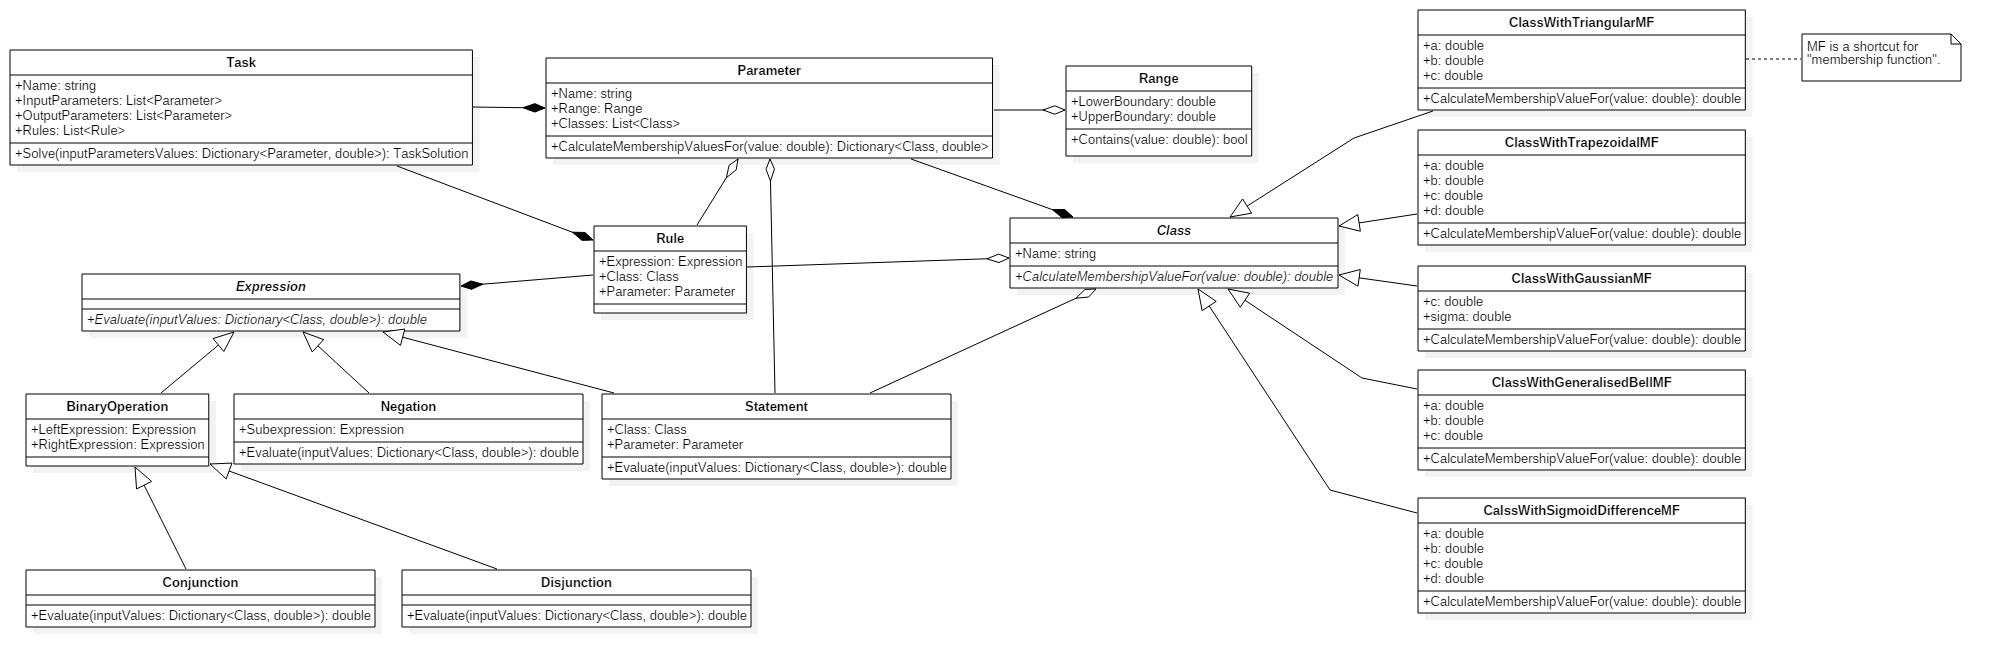 Task
+Name: string
+InputParameters: List<Parameter>
+OutputParameters: List<Parameter>
+Rules: List<Rule>
+Solve(inputParametersValues: Dictionary<Parameter, double>): TaskSolution
Parameter
+Name: string
+Range: Range
+Classes: List<Class>
+CalculateMembershipValuesFor(value: double): Dictionary<Class, double>
Range
+LowerBoundary: double
+UpperBoundary: double
+Contains(value: double): bool
ClassWithTriangularMF
+a: double
+b: double
+c: double
+CalculateMembershipValueFor(value: double): double
MF is a shortcut for
"membership function".
ClassWithTrapezoidalMF
+a: double
+b: double
+c: double
+d: double
+CalculateMembershipValueFor(value: double): double
Rule
+Expression: Expression
+Class: Class
+Parameter: Parameter
Class
+Name: string
+CalculateMembershipValueFor(value: double): double
Expression
+Evaluate(inputValues: Dictionary<Class, double>): double
ClassWithGaussianMF
+c: double
+sigma: double
+CalculateMembershipValueFor(value: double): double
BinaryOperation
+LeftExpression: Expression
+RightExpression: Expression
Negation
+Subexpression: Expression
+Evaluate(inputValues: Dictionary<Class, double>): double
Statement
+Class: Class
+Parameter: Parameter
+Evaluate(inputValues: Dictionary<Class, double>): double
ClassWithGeneralisedBellMF
+a: double
+b: double
+c: double
+CalculateMembershipValueFor(value: double): double
CalssWithSigmoidDifferenceMF
+a: double
+b: double
+c: double
+d: double
+CalculateMembershipValueFor(value: double): double
Conjunction
+Evaluate(inputValues: Dictionary<Class, double>): double
Disjunction
+Evaluate(inputValues: Dictionary<Class, double>): double